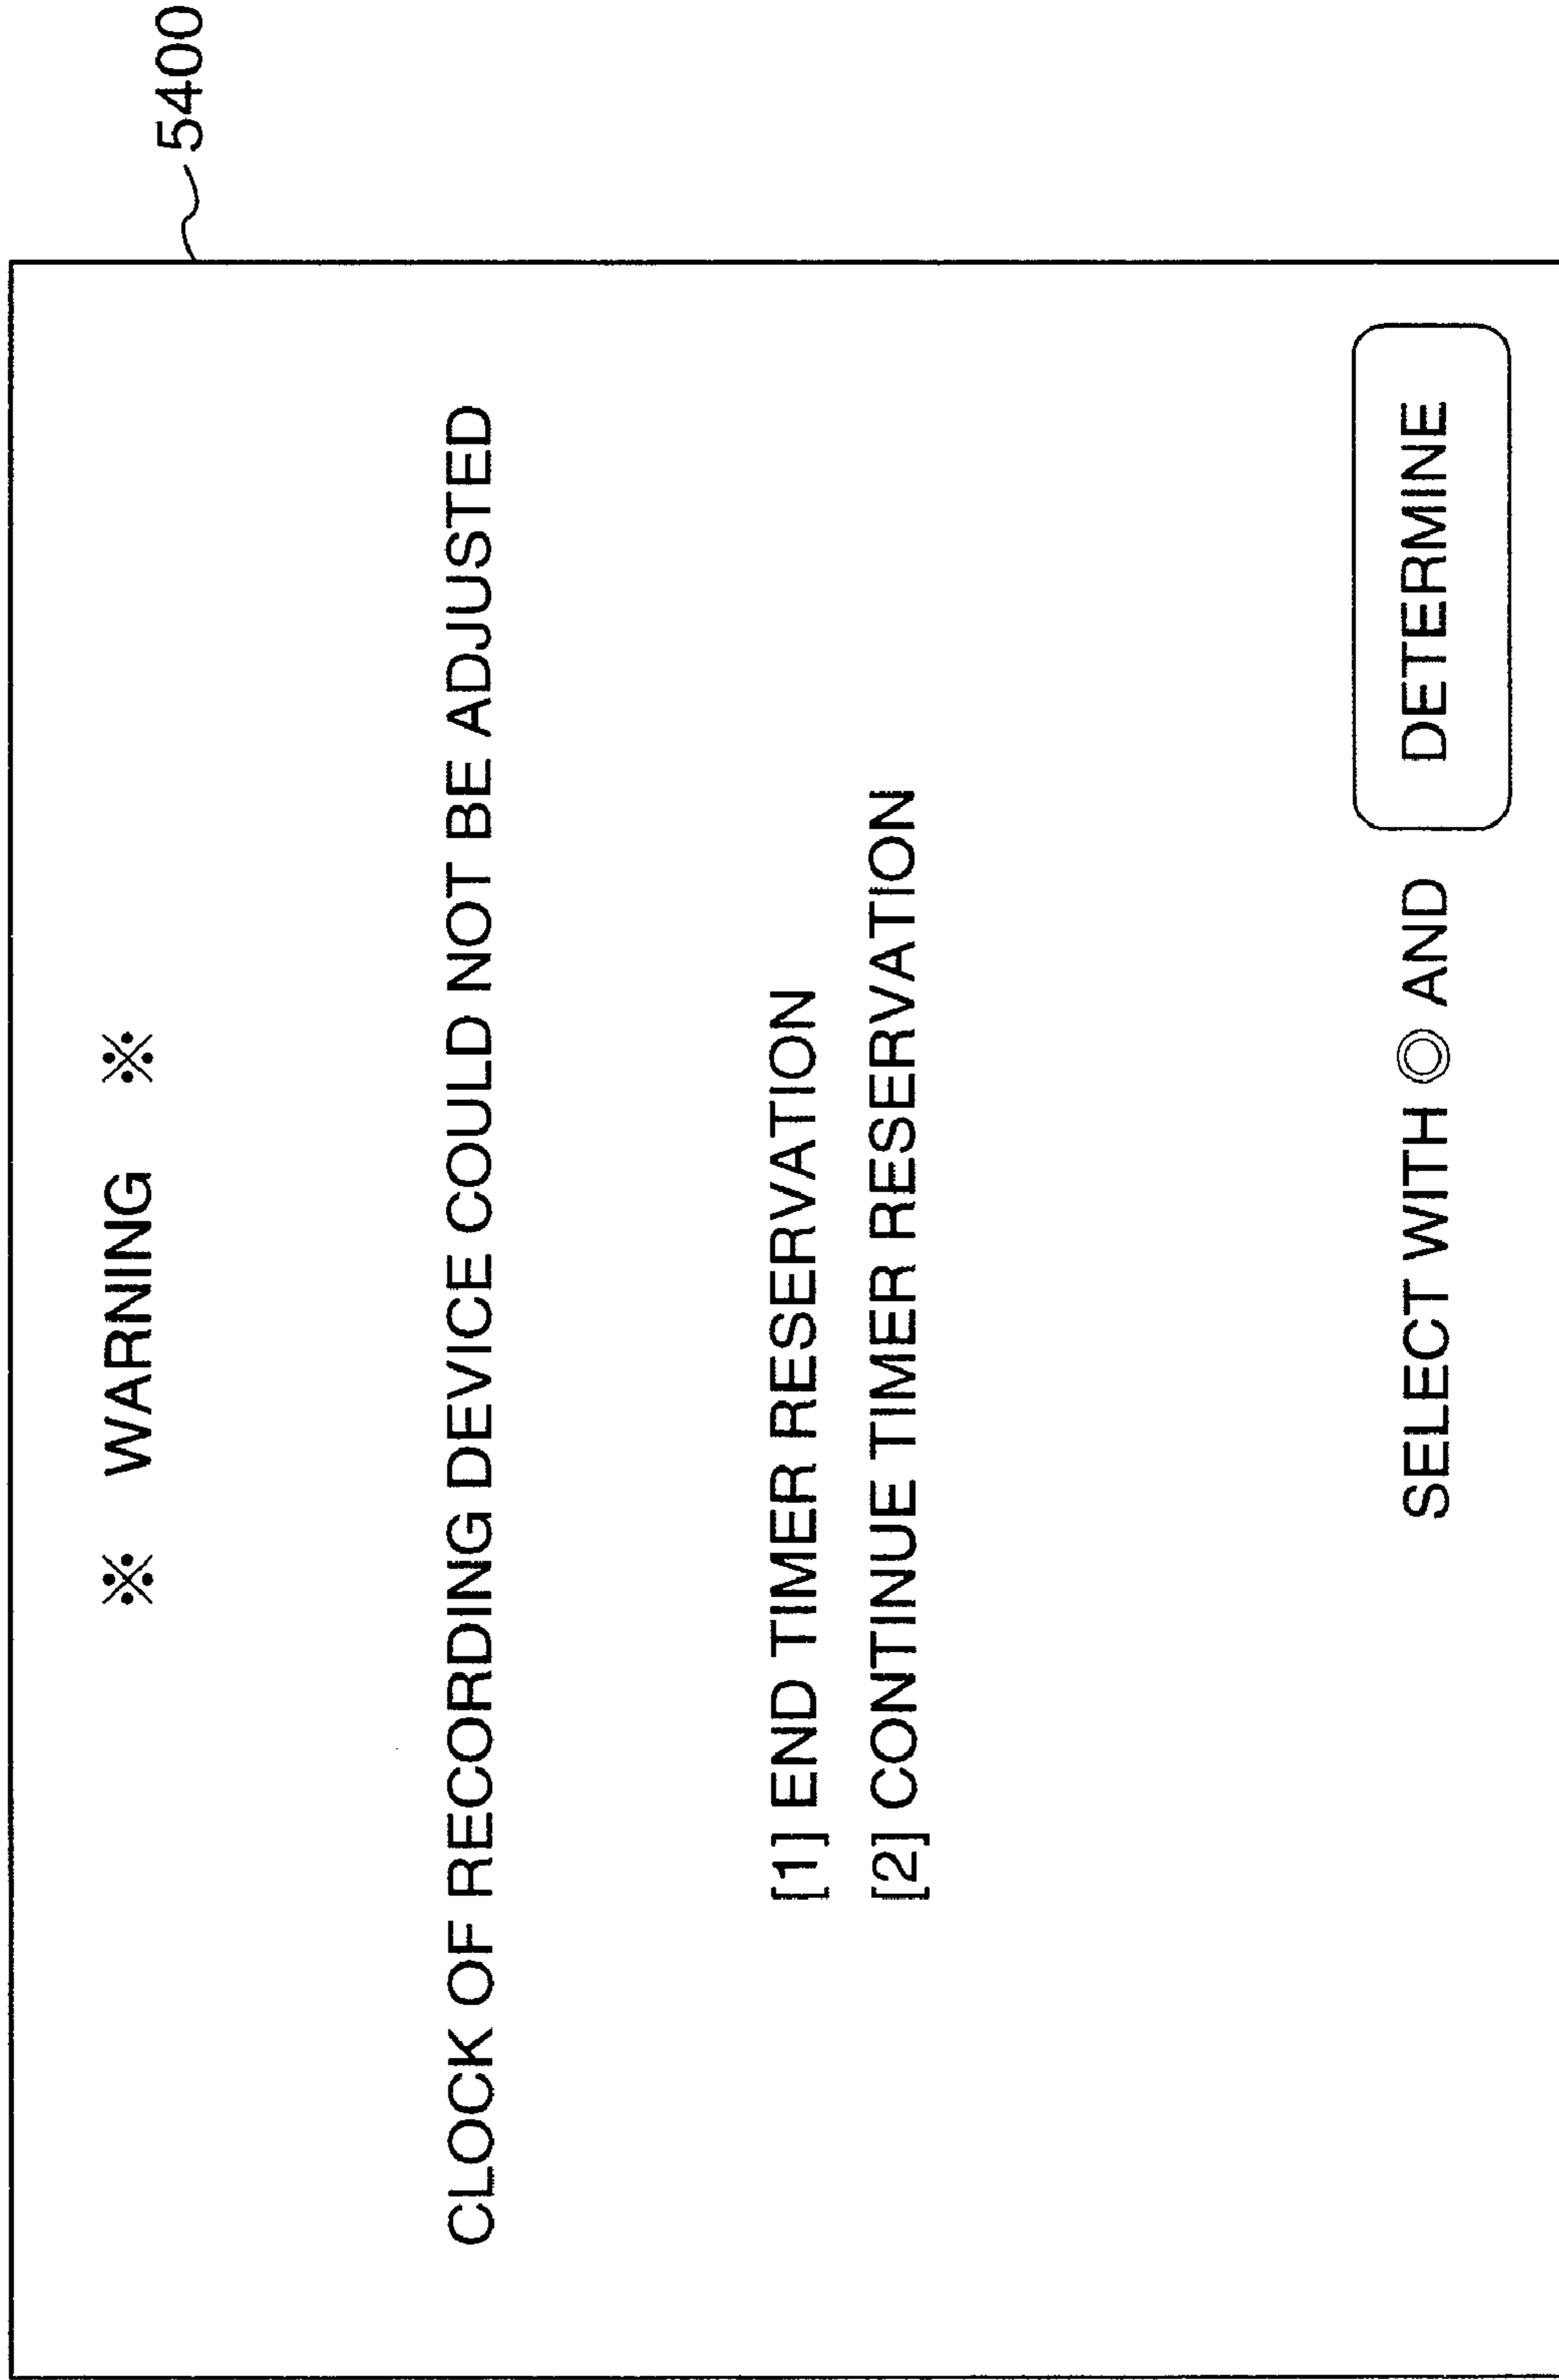 5400
※ WARNING ※
CLOCK OF RECORDING DEVICE COULD NOT BE ADJUSTED
[1] END TIMER RESERVATION
[2] CONTINUE TIMER RESERVATION
SELECT WITH ◎ AND DETERMINE